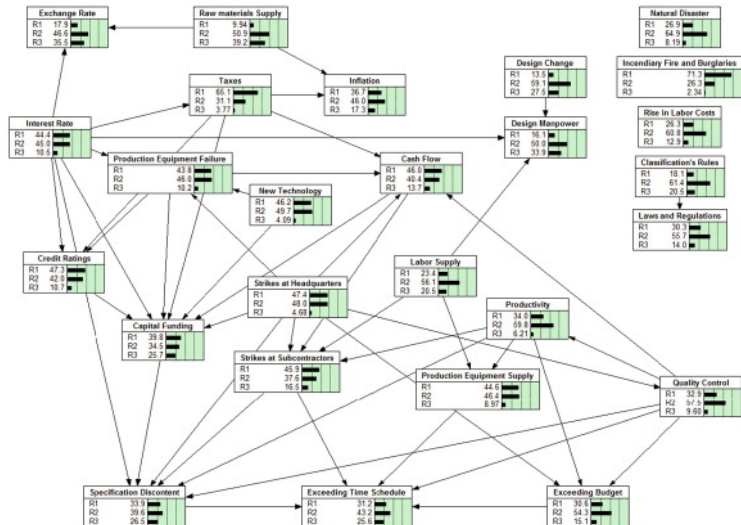 Exchange Rate
R1 17.9
R2 46.6
R3 35.5
Raw materials Supply
R1 9.94
R2 50.9
R3 39.2
Natural Disaster
R1 26.9
R2 64.9
R3 8.19
Taxes
R1 65.1
R2 31.1
R3 3.77
Inflation
R1 36.7
R2 46.0
R3 17.3
Design Change
R1 13.5
R2 59.1
R3 27.5
Incendiary Fire and Burglaries
R1 71.3
R2 26.3
R3 2.34
Interest Rate
R1 44.4
R2 45.0
R3 10.5
Design Manpower
R1 16.1
R2 50.0
R3 33.9
Rise in Labor Costs
R1 26.3
R2 60.8
R3 12.9
Production Equipment Failure
R1 43.8
R2 46.0
R3 10.2
Cash Flow
R1 46.0
R2 40.4
R3 13.7
Classification's Rules
R1 18.1
R2 61.4
R3 20.5
New Technology
R1 46.2
R2 49.7
R3 4.09
Laws and Regulations
R1 30.3
R2 55.7
R3 14.0
Credit Ratings
R1 47.3
R2 42.0
R3 10.7
Labor Supply
R1 23.4
R2 56.1
R3 20.5
Strikes at Headquarters
R1 47.4
R2 48.0
R3 4.68
Productivity
R1 34.0
R2 59.8
R3 6.21
Capital Funding
R1 39.8
R2 34.5
R3 25.7
Strikes at Subcontractors
R1 45.9
R2 37.6
R3 16.5
Production Equipment Supply
R1 44.6
R2 46.4
R3 8.97
Quality Control
R1 32.9
R2 57.5
R3 9.60
Specification Discontent
R1 33.9
R2 39.6
R3 26.5
Exceeding Time Schedule
R1 31.2
R2 43.2
R3 25.6
Exceeding Budget
R1 30.6
R2 54.3
R3 15.1